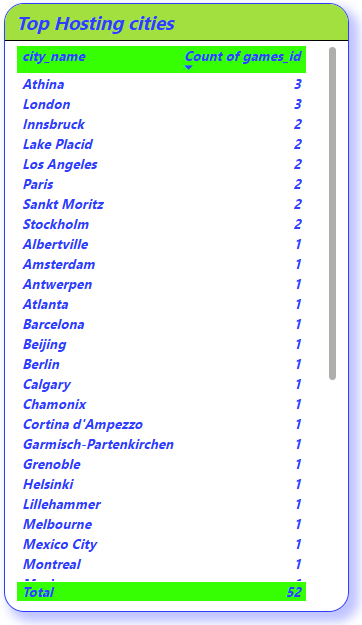 Top Hosting cities
city_name Count of games_id
Athina 3
London 3
Innsbruck 2
Lake Placid 2
Los Angeles 2
Paris 2
Sankt Moritz 2
Stockholm 2
Albertville 1
Amsterdam 1
Antwerpen 1
Atlanta 1
Barcelona 1
Beijing 1
Berlin 1
Calgary 1
Chamonix 1
Cortina d'Ampezzo 1
Garmisch-Partenkirchen 1
Grenoble 1
Helsinki 1
Lillehammer 1
Melbourne 1
Mexico City 1
Montreal 1
Total 52